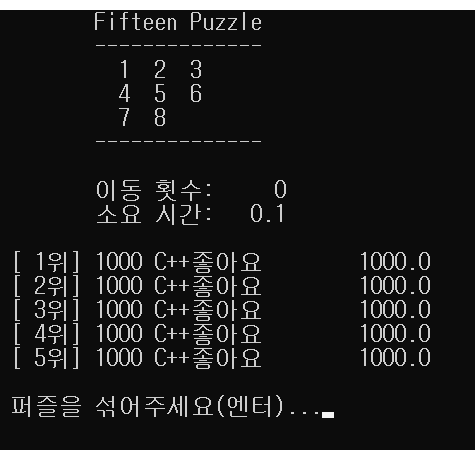 Fifteen Puzzle
--------------
1 2 3
4 5 6
7 8
--------------
이동 횟수: 0
소요 시간: 0.1
[ 1위] 1000 C++좋아요 1000.0
[ 2위] 1000 C++좋아요 1000.0
[ 3위] 1000 C++좋아요 1000.0
[ 4위] 1000 C++좋아요 1000.0
[ 5위] 1000 C++좋아요 1000.0
퍼즐을 섞어주세요(엔터)..._